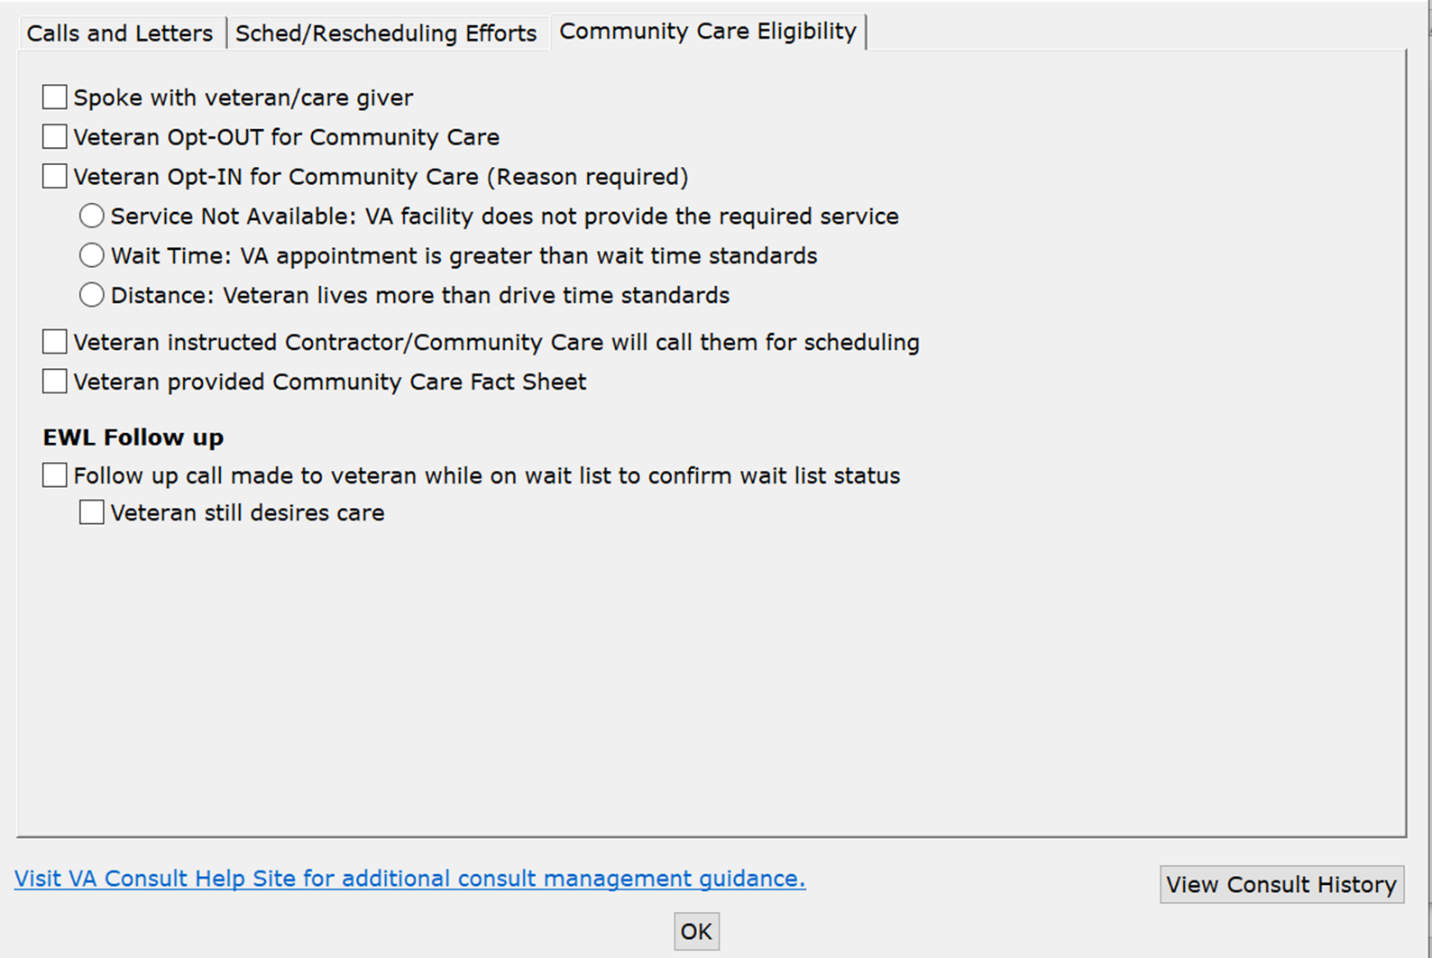 Calls and Letters
Sched/Rescheduling Efforts
Community Care Eligibility
Spoke with veteran/care giver
Veteran Opt-OUT for Community Care
Veteran Opt-IN for Community Care (Reason required)
Service Not Available: VA facility does not provide the required service
Wait Time: VA appointment is greater than wait time standards
Distance: Veteran lives more than drive time standards
Veteran instructed Contractor/Community Care will call them for scheduling
Veteran provided Community Care Fact Sheet
EWL Follow up
Follow up call made to veteran while on wait list to confirm wait list status
Veteran still desires care
Visit VA Consult Help Site for additional consult management guidance.
View Consult History
OK